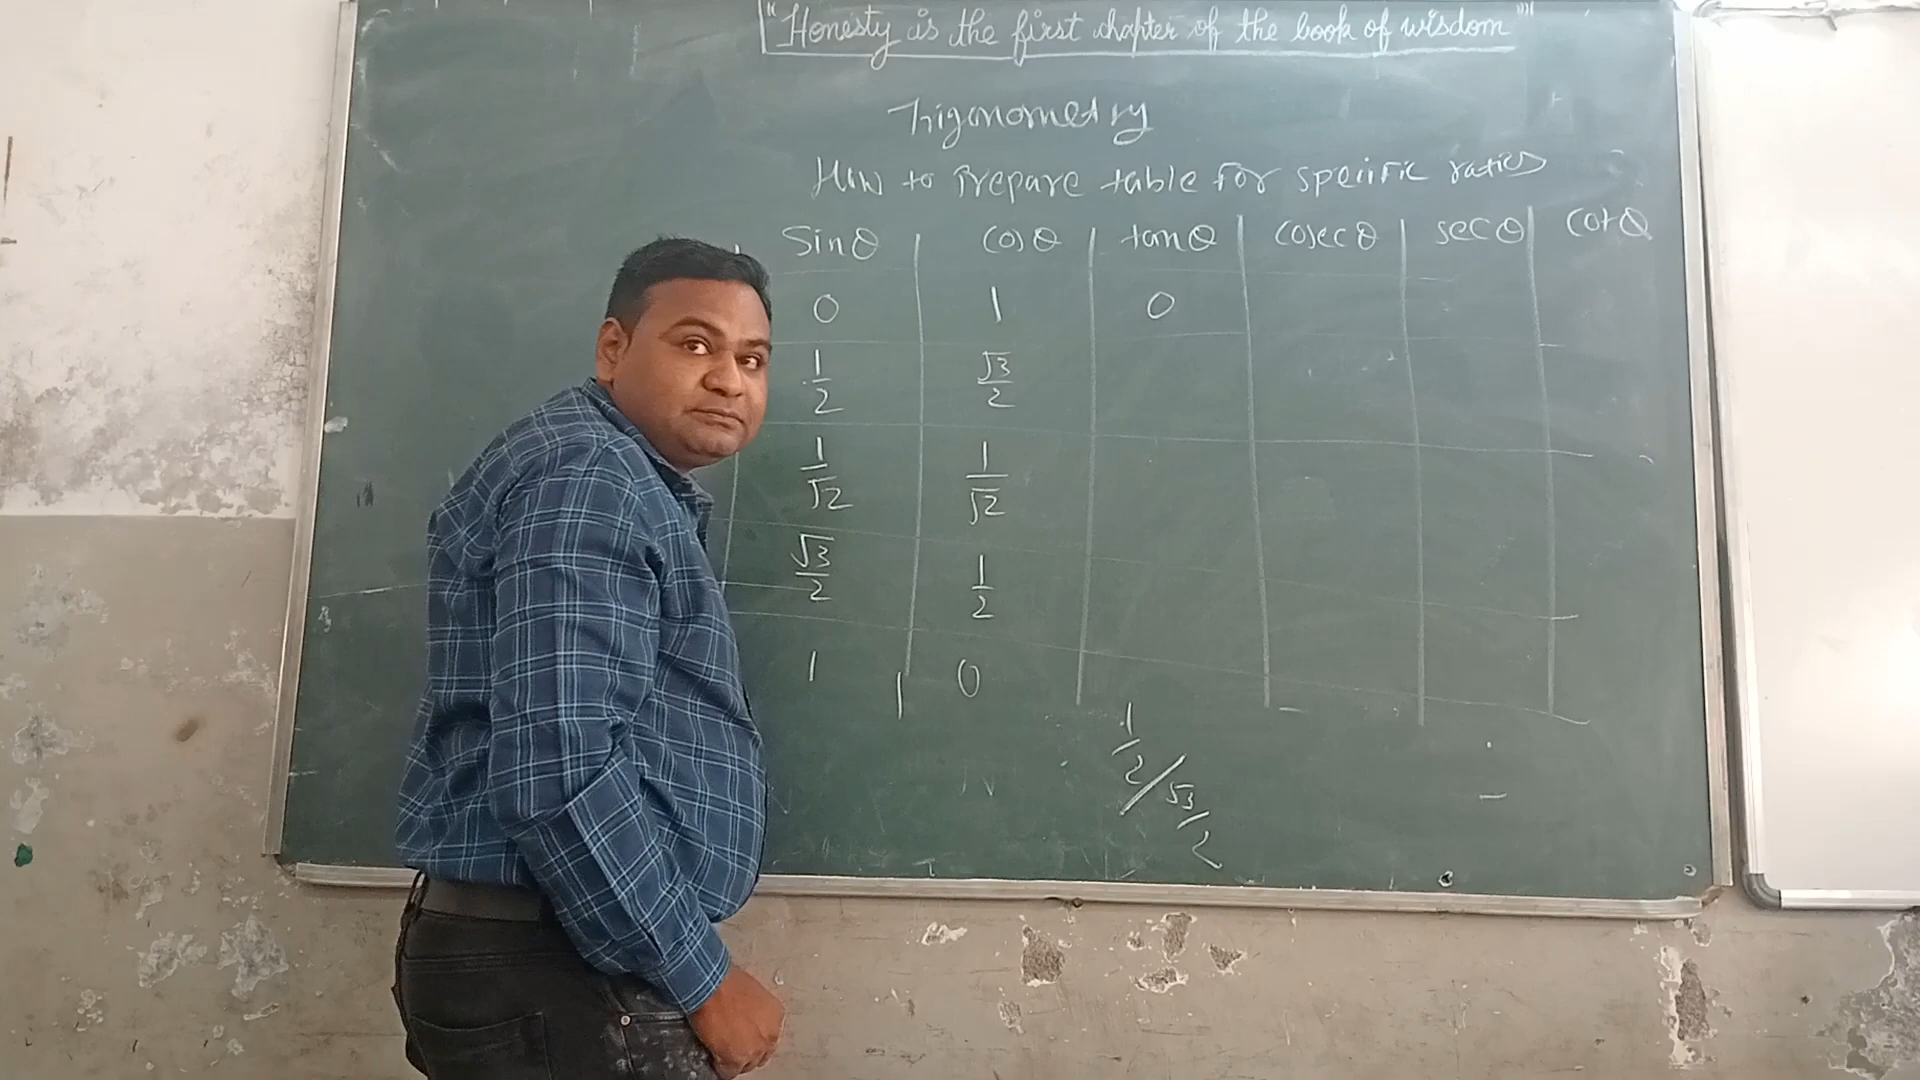 "Honesty is the first chapter of the book of wisdom"
Trigonometry
How to Prepare table for specific ratios
Sinθ cosθ tanθ cosecθ secθ cotθ
0 1 0
1/2 √3/2
1/√2 1/√2
√3/2 1/2
1 0
1/2 / √3/2